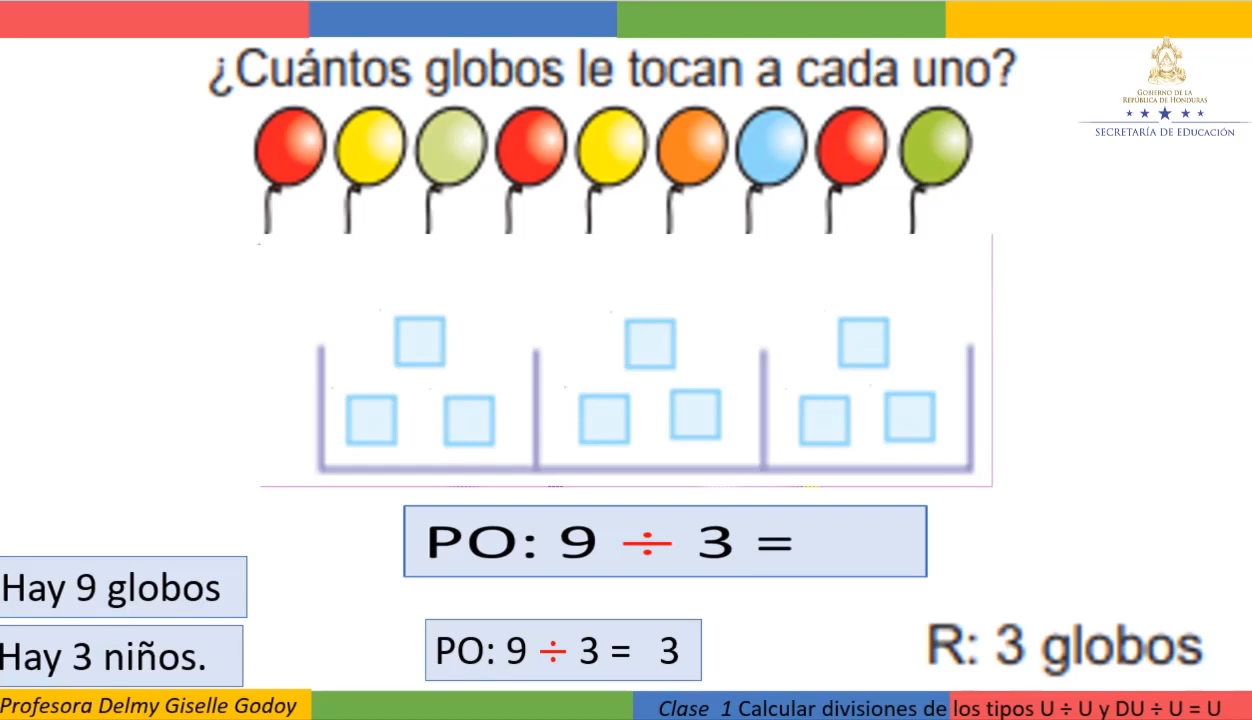 ¿Cuántos globos le tocan a cada uno?
GOBIERNO DE LA
REPÚBLICA DE HONDURAS
SECRETARÍA DE EDUCACIÓN
PO: 9 ÷ 3 =
Hay 9 globos
Hay 3 niños.
PO: 9 ÷ 3 = 3
R: 3 globos
Profesora Delmy Giselle Godoy
Clase 1 Calcular divisiones de los tipos U ÷ U y DU ÷ U = U